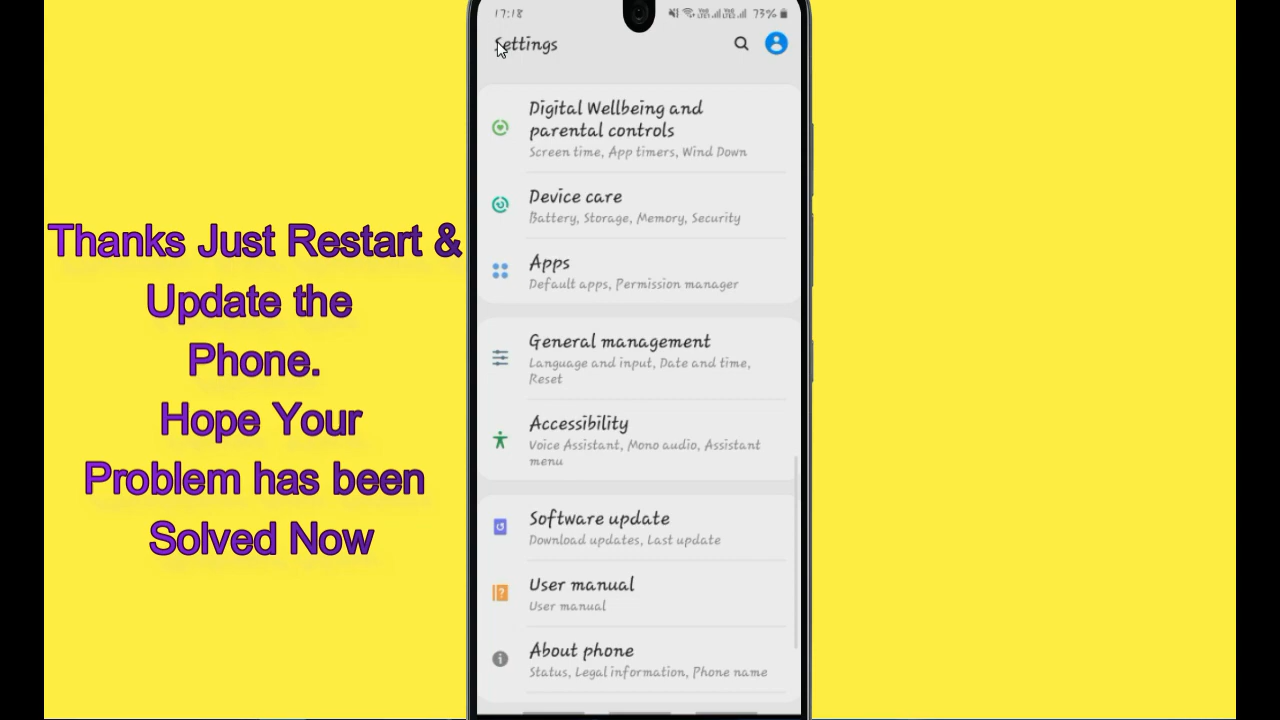 Thanks Just Restart &
Update the
Phone.
Hope Your
Problem has been
Solved Now
17:18
73%
Settings
Digital Wellbeing and
parental controls
Screen time, App timers, Wind Down
Device care
Battery, Storage, Memory, Security
Apps
Default apps, Permission manager
General management
Language and input, Date and time,
Reset
Accessibility
Voice Assistant, Mono audio, Assistant
menu
Software update
Download updates, Last update
User manual
User manual
About phone
Status, Legal information, Phone name